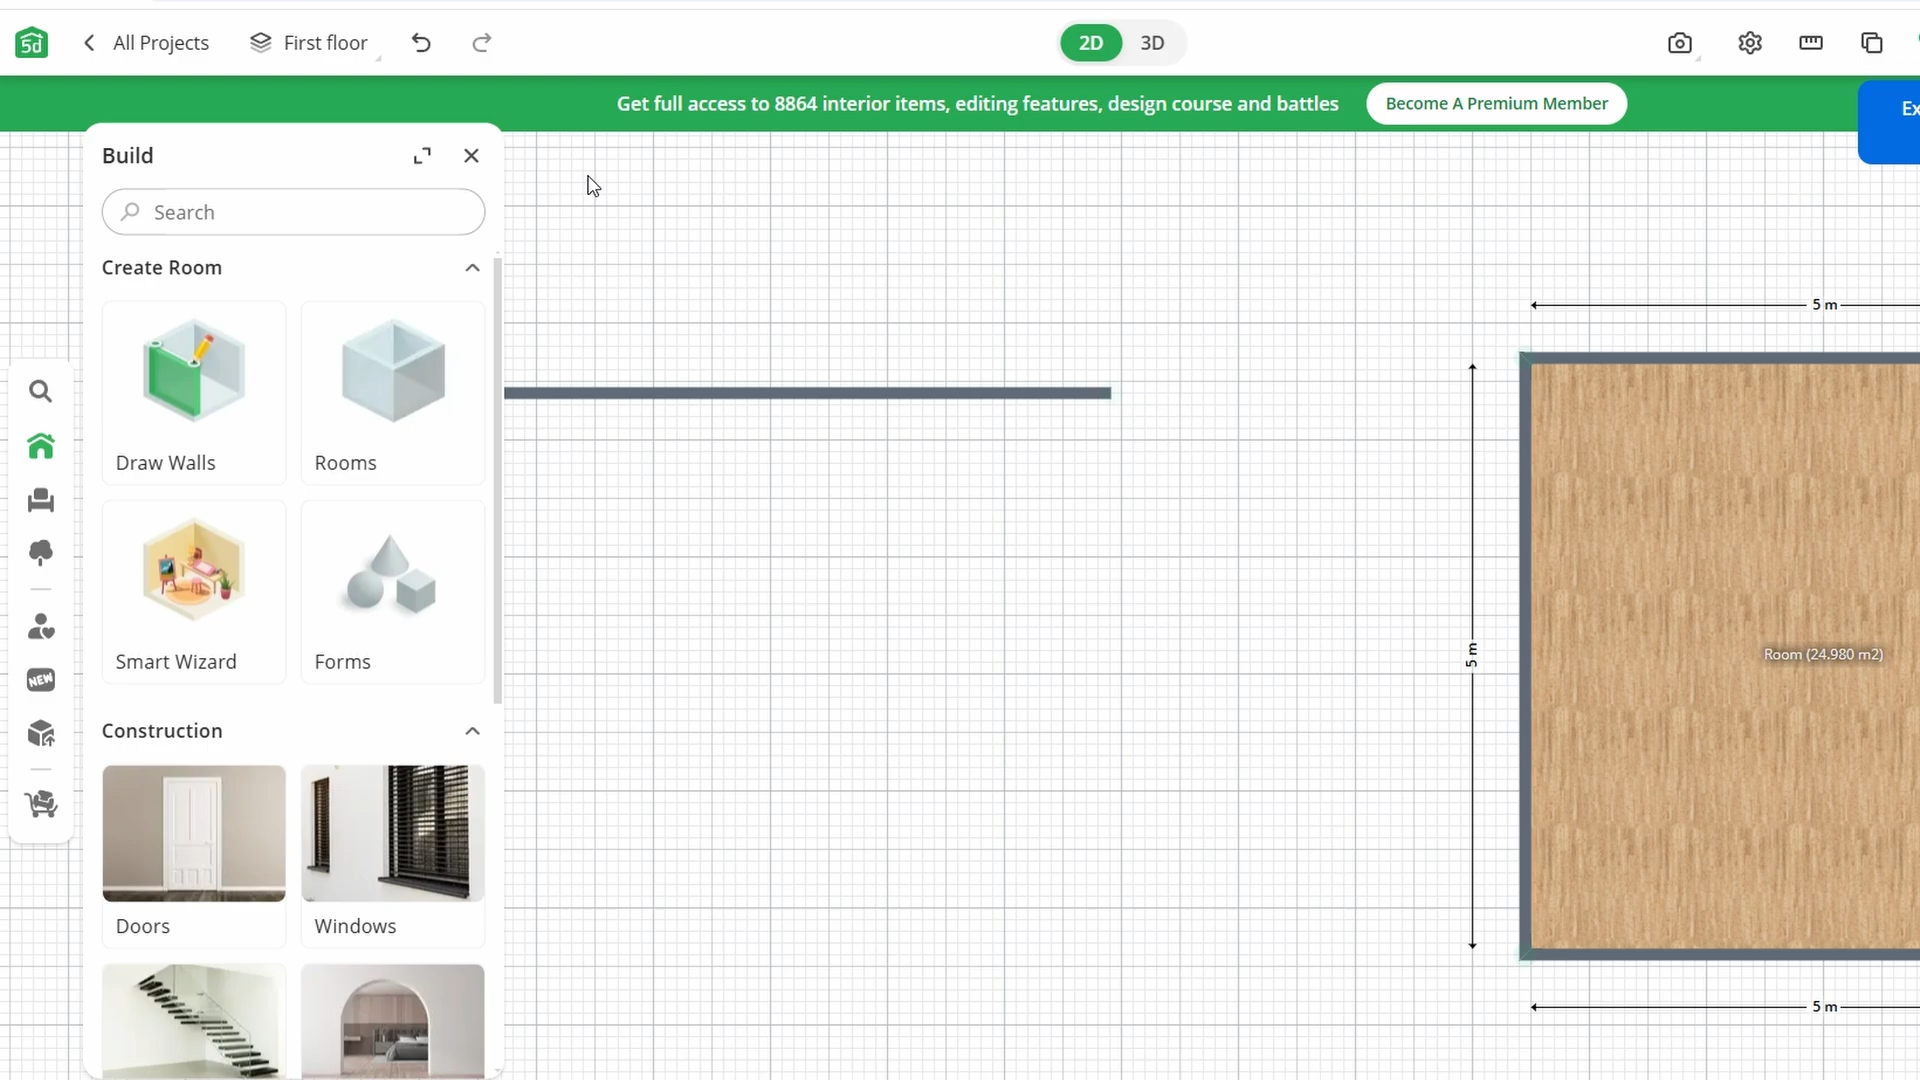 5d
All Projects
First floor
2D
3D
Get full access to 8864 interior items, editing features, design course and battles
Become A Premium Member
Ex
Build
Search
Create Room
Draw Walls
Rooms
Smart Wizard
Forms
NEW
Construction
Doors
Windows
5 m
5 m
Room (24.980 m2)
5 m